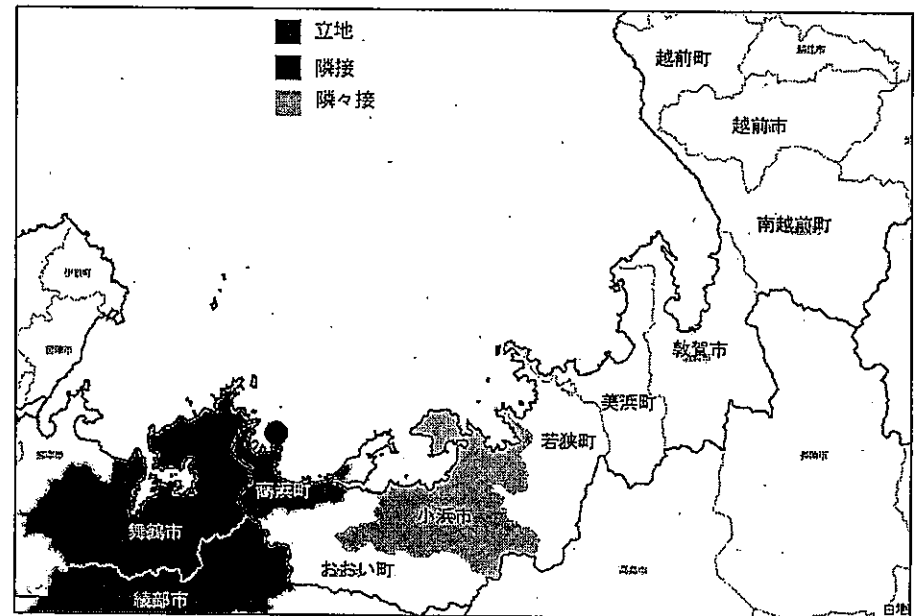 立地
隣接
隣々接
越前町
越前市
南越前町
敦賀市
美浜町
若狭町
高浜町
小浜市
舞鶴市
おおい町
綾部市